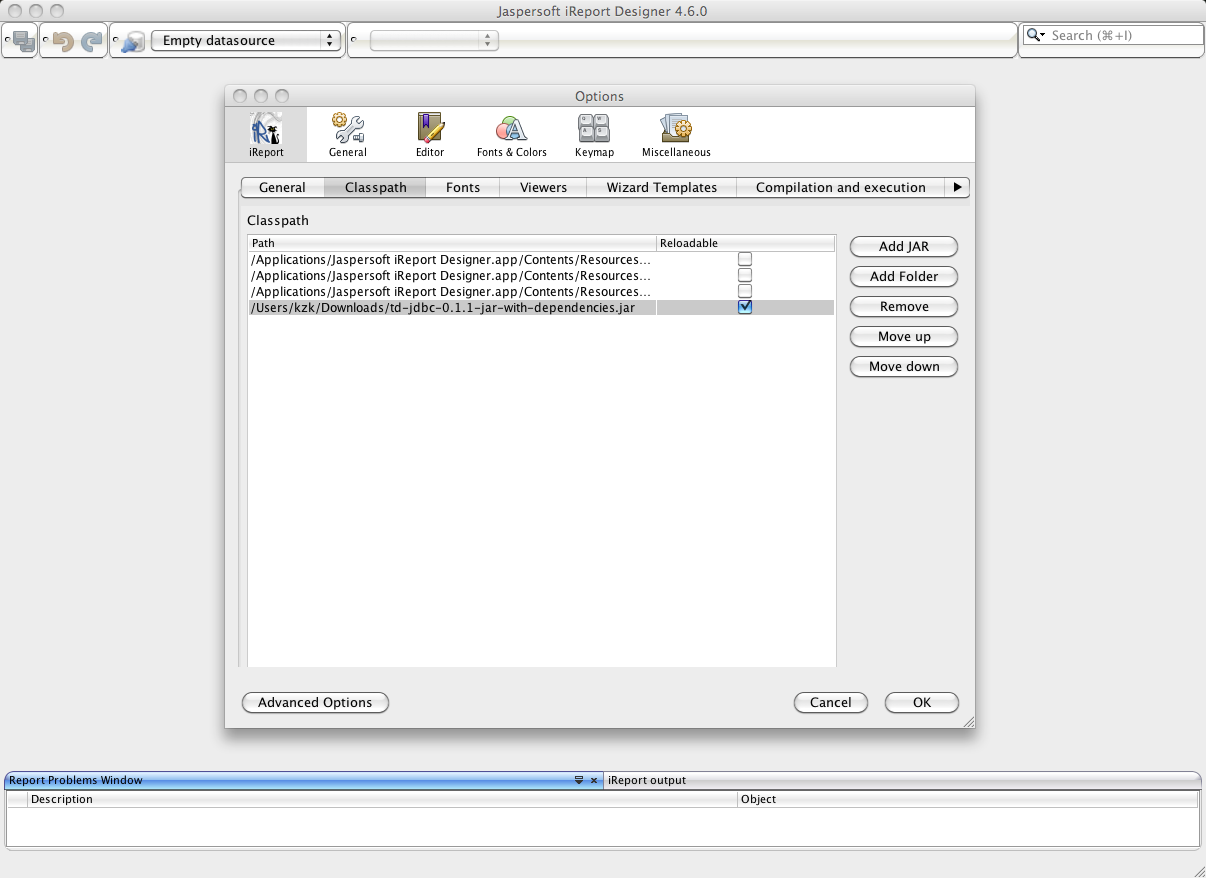 Jaspersoft iReport Designer 4.6.0
Empty datasource
Search (⌘+I)
Options
iReport
General
Editor
Fonts & Colors
Keymap
Miscellaneous
General
Classpath
Fonts
Viewers
Wizard Templates
Compilation and execution
Classpath
Path
Reloadable
/Applications/Jaspersoft iReport Designer.app/Contents/Resources...
/Applications/Jaspersoft iReport Designer.app/Contents/Resources...
/Applications/Jaspersoft iReport Designer.app/Contents/Resources...
/Users/kzk/Downloads/td-jdbc-0.1.1-jar-with-dependencies.jar
Add JAR
Add Folder
Remove
Move up
Move down
Advanced Options
Cancel
OK
Report Problems Window
iReport output
Description
Object